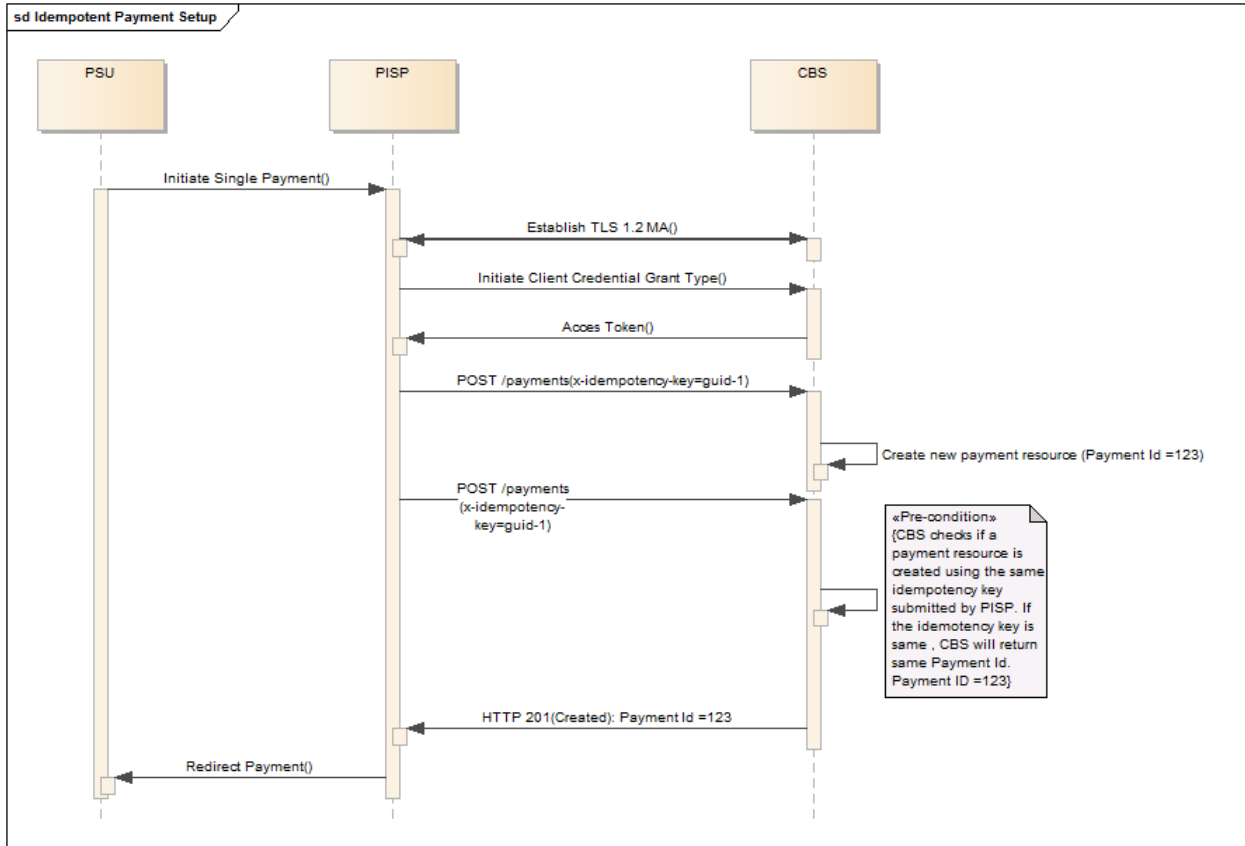 sd Idempotent Payment Setup
PSU
PISP
CBS
Initiate Single Payment()
Establish TLS 1.2 MA()
Initiate Client Credential Grant Type()
Acces Token()
POST /payments(x-idempotency-key=guid-1)
Create new payment resource (Payment Id =123)
POST /payments
(x-idempotency-
key=guid-1)
«Pre-condition»
{CBS checks if a
payment resource is
created using the same
idempotency key
submitted by PISP. If
the idemotency key is
same , CBS will return
same Payment Id.
Payment ID =123}
HTTP 201(Created): Payment Id =123
Redirect Payment()